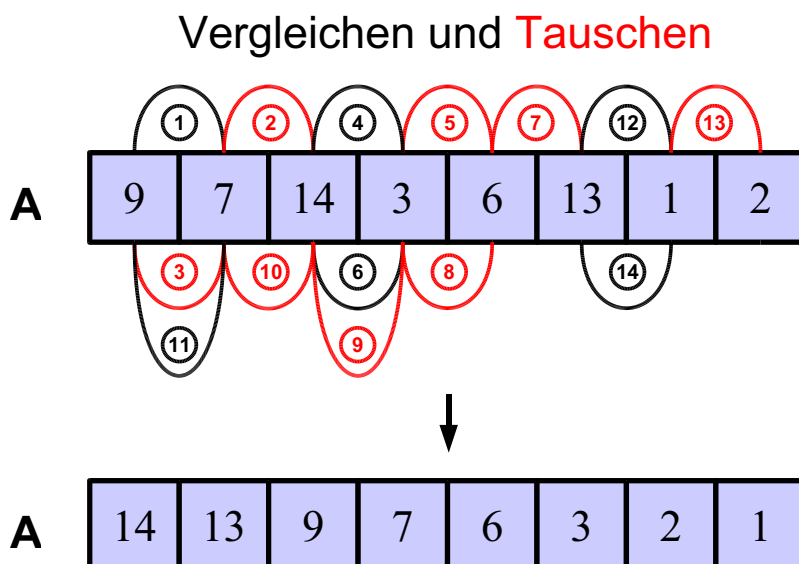 Vergleichen und Tauschen
1 2 4 5 7 12 13
A 9 7 14 3 6 13 1 2
3 10 6 8 14
11 9
A 14 13 9 7 6 3 2 1